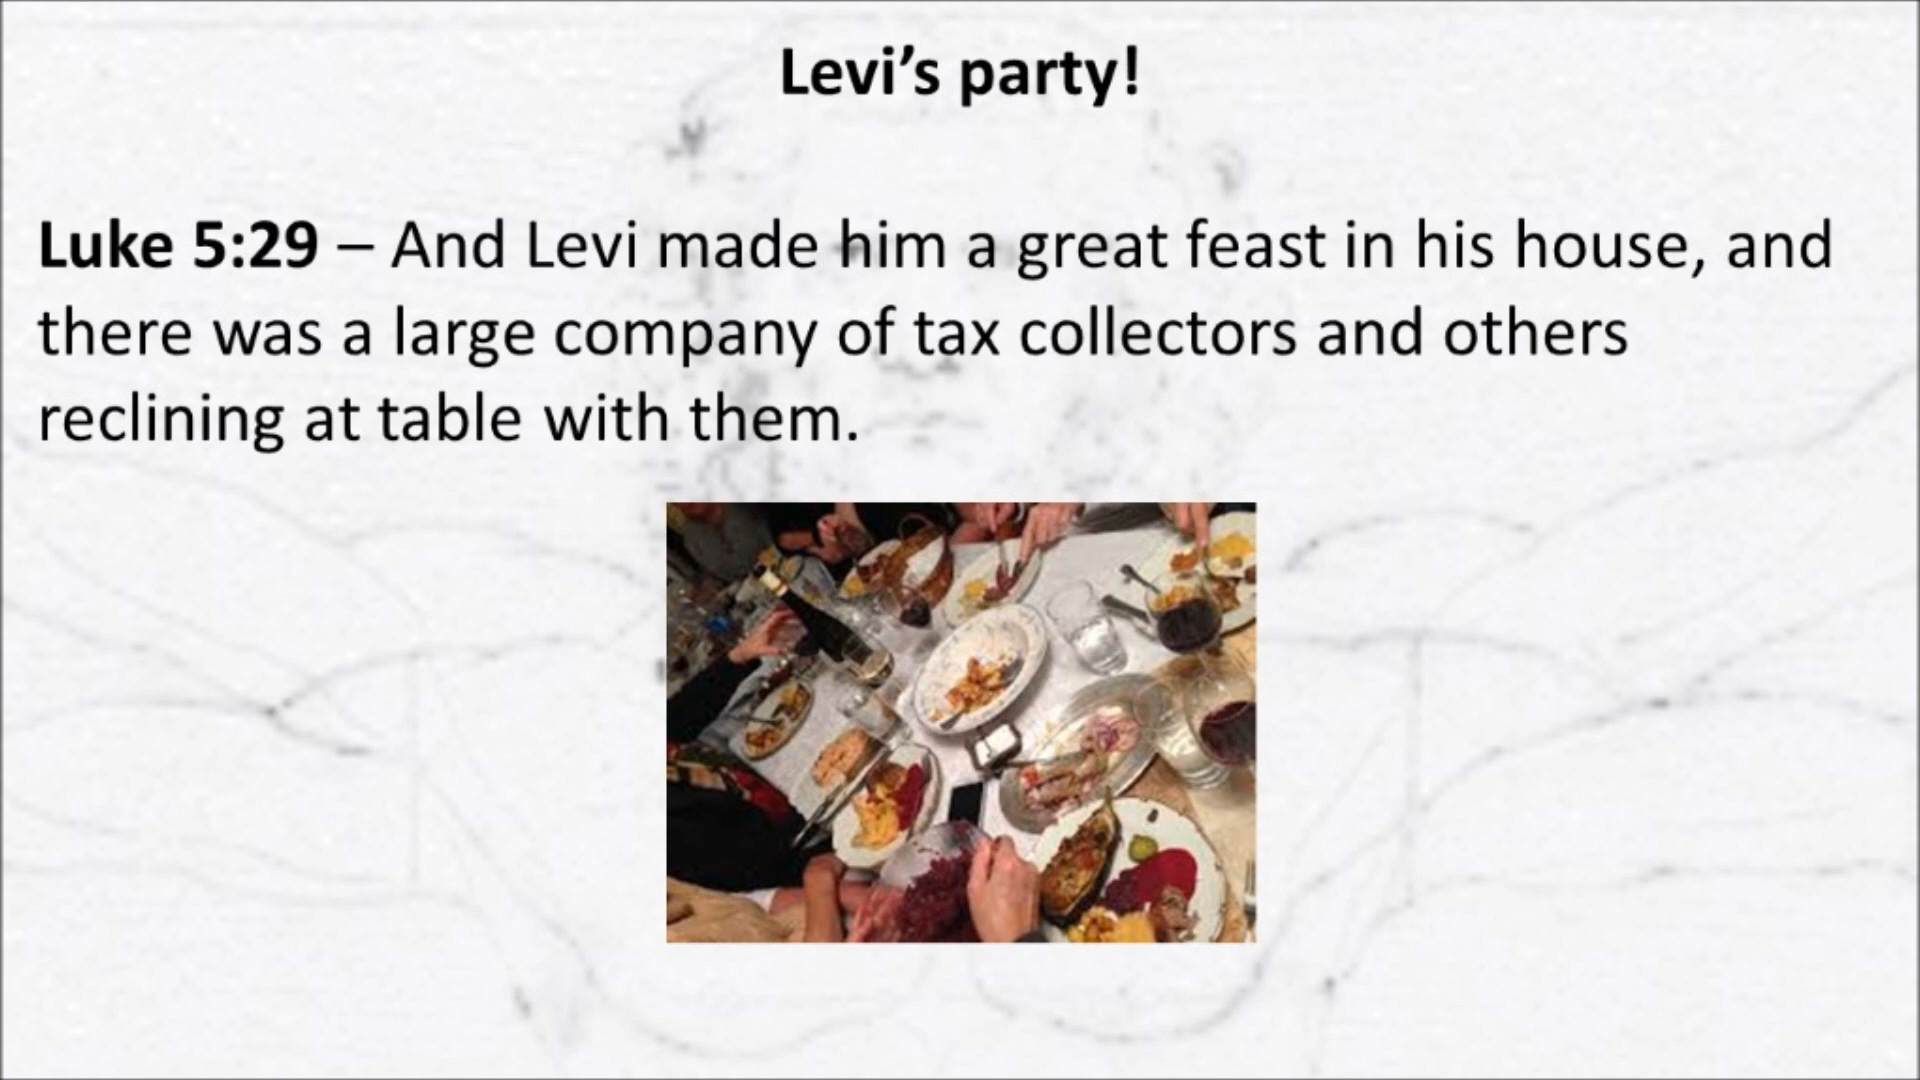 Levi’s party!
Luke 5:29 – And Levi made him a great feast in his house, and
there was a large company of tax collectors and others
reclining at table with them.